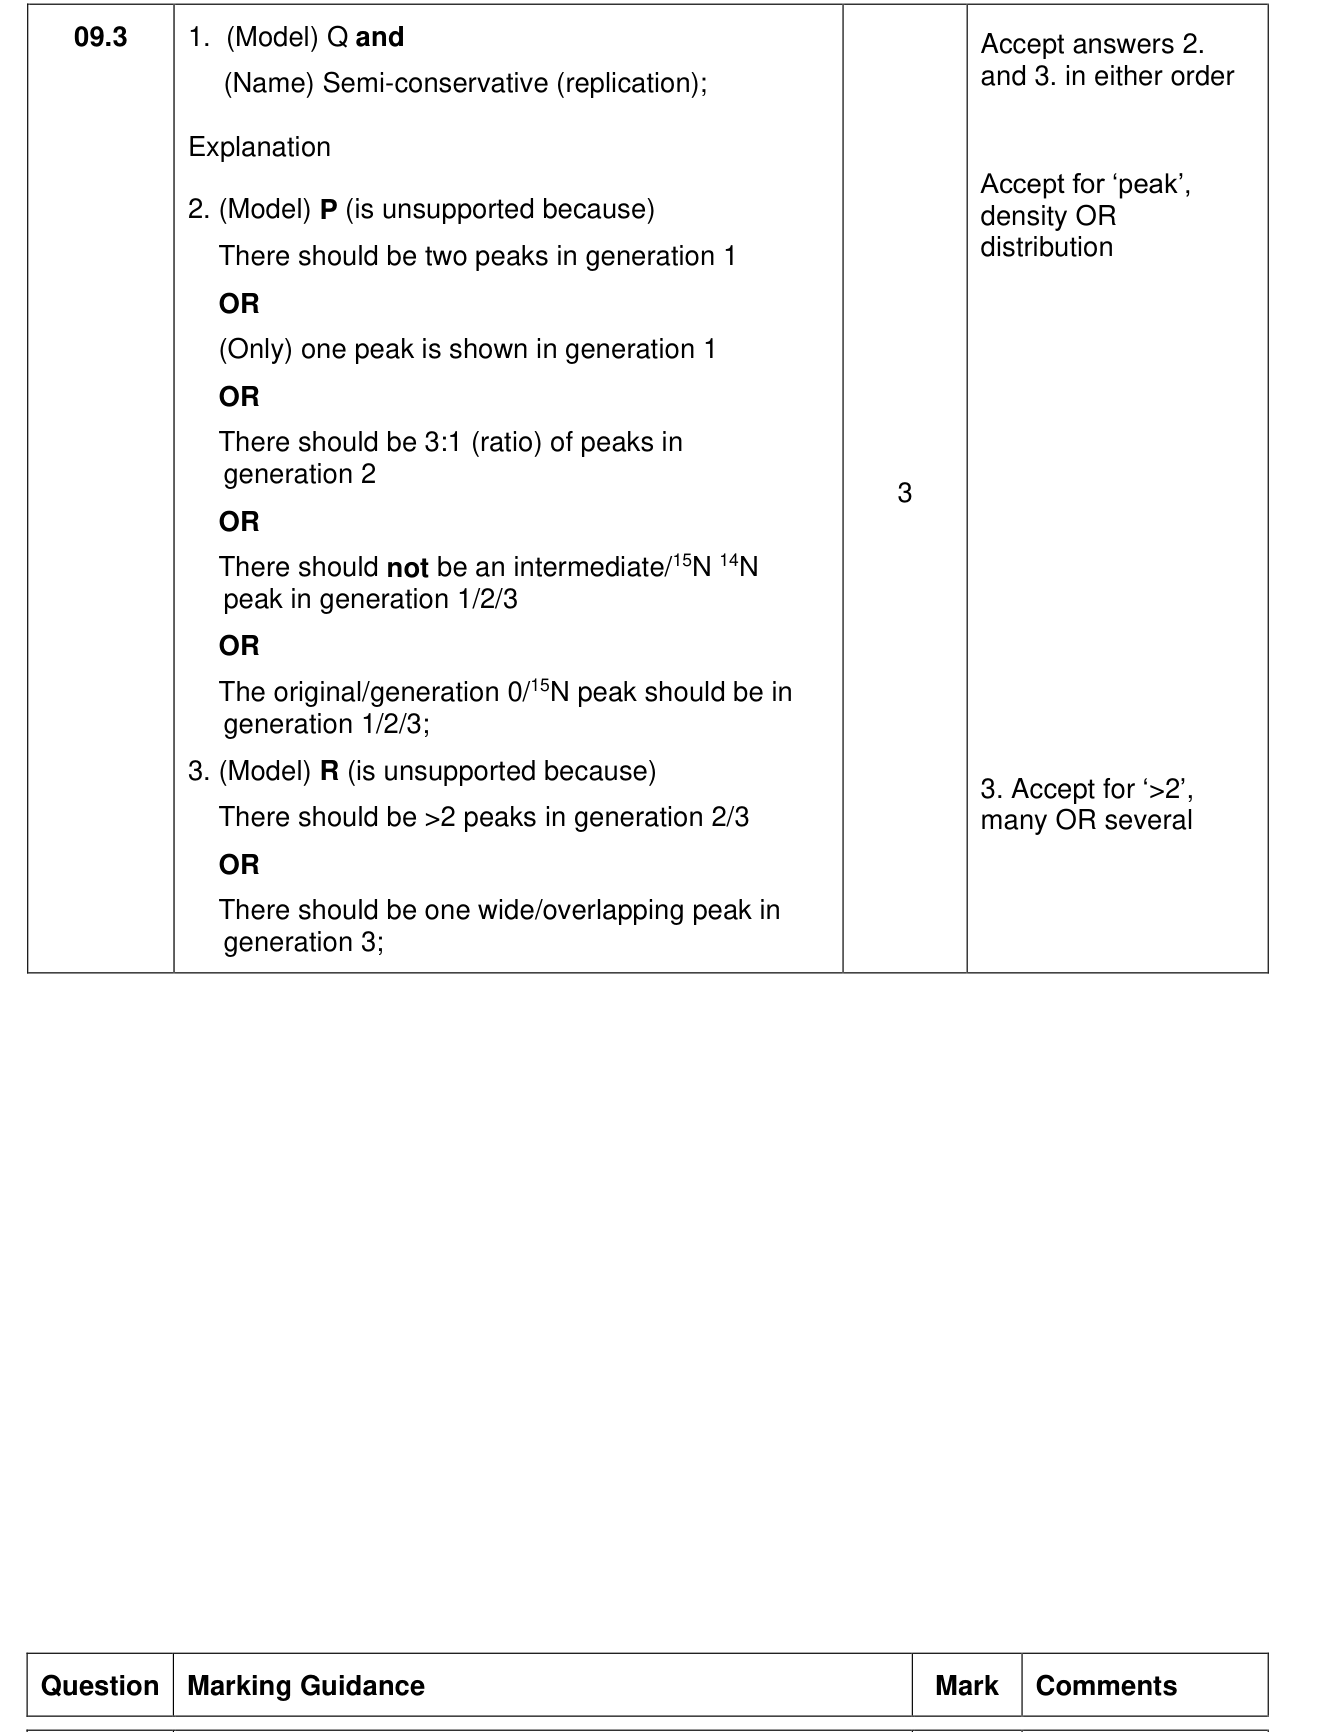 09.3
1. (Model) Q and
(Name) Semi-conservative (replication);
Explanation
2. (Model) P (is unsupported because)
There should be two peaks in generation 1
OR
(Only) one peak is shown in generation 1
OR
There should be 3:1 (ratio) of peaks in
generation 2
OR
There should not be an intermediate/¹⁵N ¹⁴N
peak in generation 1/2/3
OR
The original/generation 0/¹⁵N peak should be in
generation 1/2/3;
3. (Model) R (is unsupported because)
There should be >2 peaks in generation 2/3
OR
There should be one wide/overlapping peak in
generation 3;
3
Accept answers 2.
and 3. in either order
Accept for ‘peak’,
density OR
distribution
3. Accept for ‘>2’,
many OR several
Question Marking Guidance Mark Comments